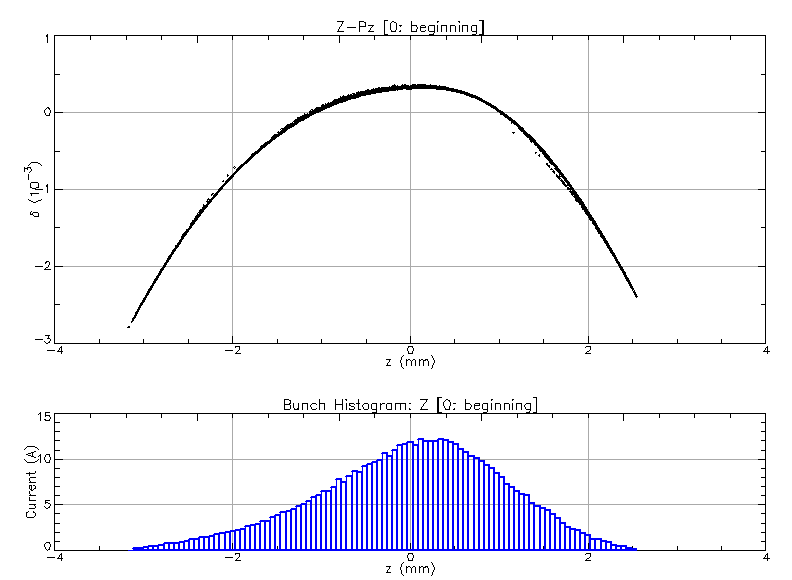 Z-Pz [0: beginning]
1
0
-1
-2
-3
δ (10^-3)
-4 -2 0 2 4
z (mm)
Bunch Histogram: Z [0: beginning]
15
10
5
0
Current (A)
-4 -2 0 2 4
z (mm)